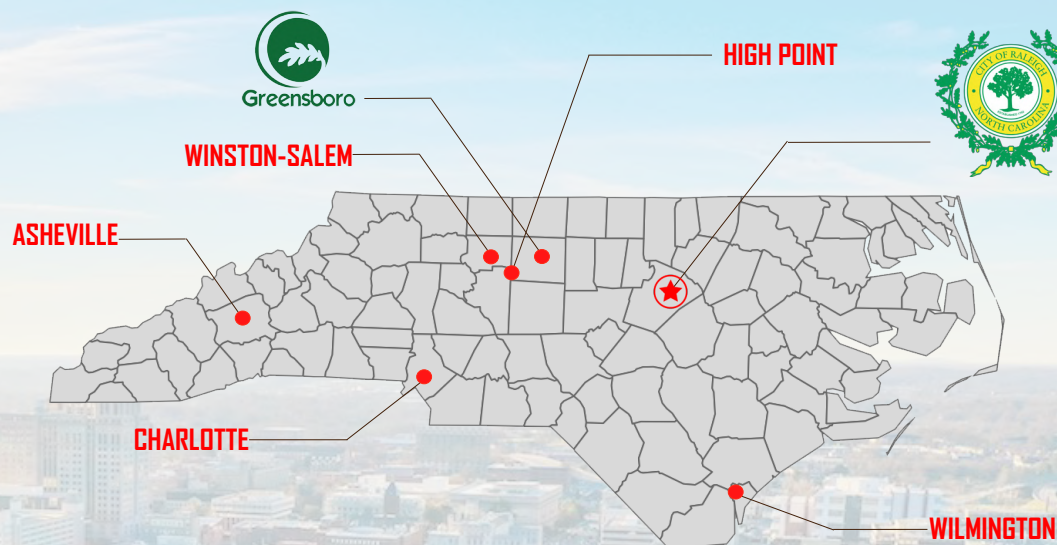 HIGH POINT
CITY OF RALEIGH
NORTH CAROLINA
Greensboro
WINSTON-SALEM
ASHEVILLE
CHARLOTTE
WILMINGTON